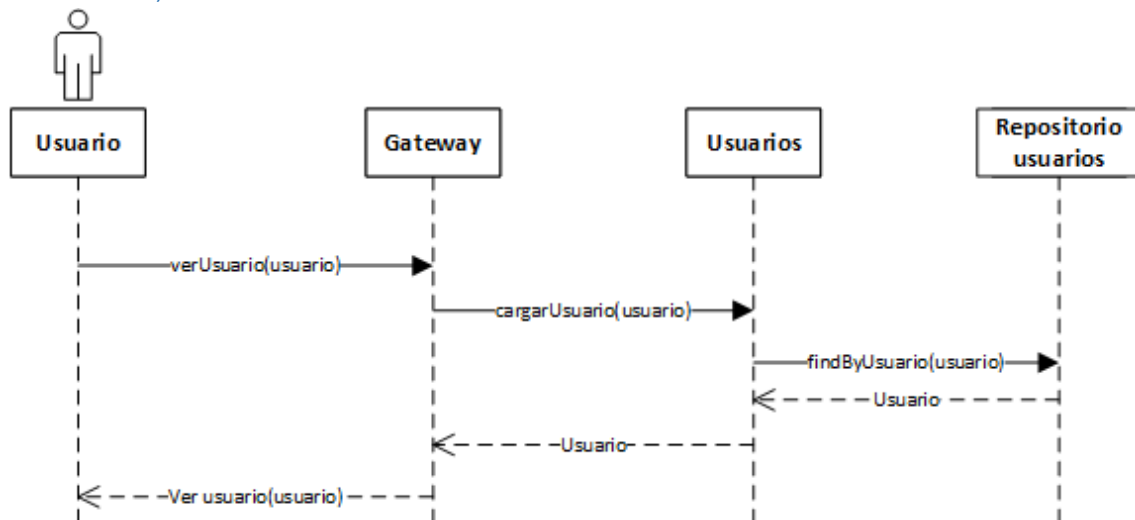 Usuario
Gateway
Usuarios
Repositorio
usuarios
verUsuario(usuario)
cargarUsuario(usuario)
findByUsuario(usuario)
Usuario
Usuario
Ver usuario(usuario)